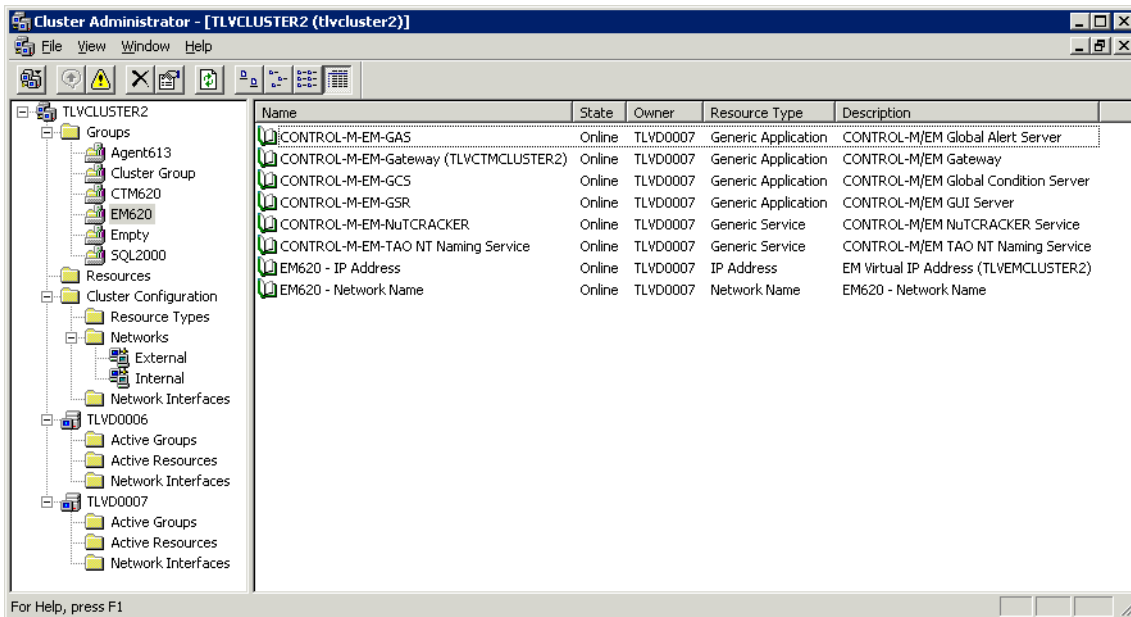 Cluster Administrator - [TLVCLUSTER2 (tlvcluster2)]
File View Window Help
TLVCLUSTER2
Groups
Agent613
Cluster Group
CTM620
EM620
Empty
SQL2000
Resources
Cluster Configuration
Resource Types
Networks
External
Internal
Network Interfaces
TLVD0006
Active Groups
Active Resources
Network Interfaces
TLVD0007
Active Groups
Active Resources
Network Interfaces
Name State Owner Resource Type Description
CONTROL-M-EM-GAS Online TLVD0007 Generic Application CONTROL-M/EM Global Alert Server
CONTROL-M-EM-Gateway (TLVCTMCLUSTER2) Online TLVD0007 Generic Application CONTROL-M/EM Gateway
CONTROL-M-EM-GCS Online TLVD0007 Generic Application CONTROL-M/EM Global Condition Server
CONTROL-M-EM-GSR Online TLVD0007 Generic Application CONTROL-M/EM GUI Server
CONTROL-M-EM-NuTCRACKER Online TLVD0007 Generic Service CONTROL-M/EM NuTCRACKER Service
CONTROL-M-EM-TAO NT Naming Service Online TLVD0007 Generic Service CONTROL-M/EM TAO NT Naming Service
EM620 - IP Address Online TLVD0007 IP Address EM Virtual IP Address (TLVEMCLUSTER2)
EM620 - Network Name Online TLVD0007 Network Name EM620 - Network Name
For Help, press F1